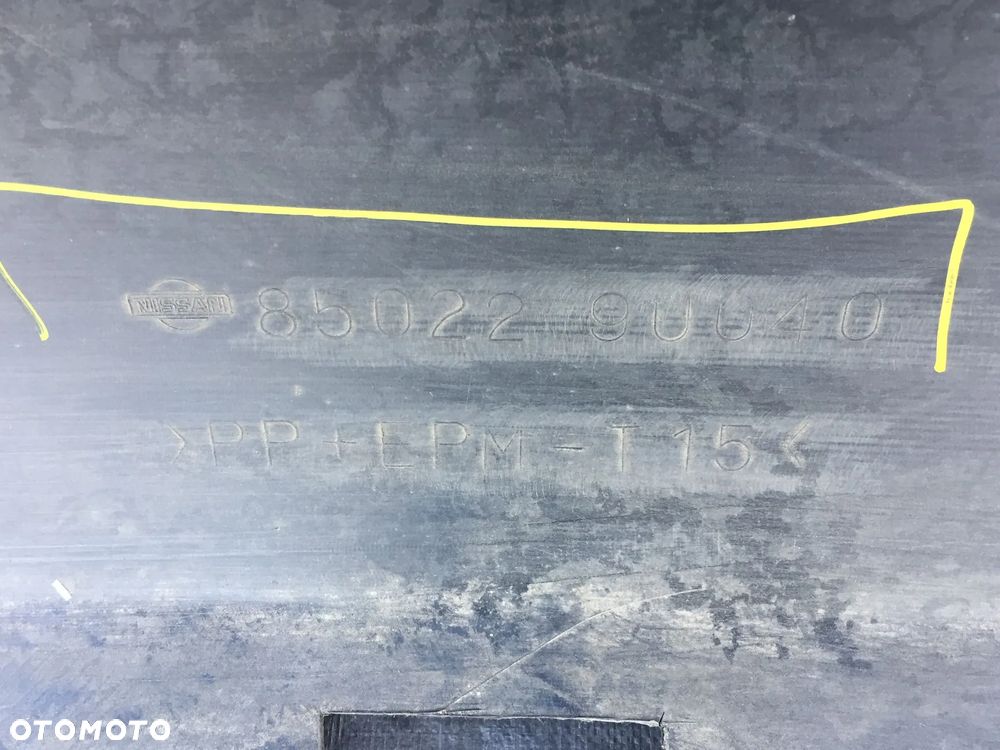 NISSAN 85022 9U040
>PP+EPM-T15<
OTOMOTO